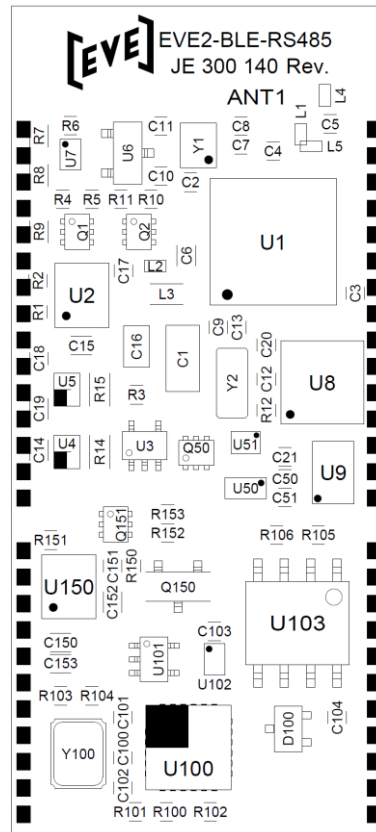 [EVE] EVE2-BLE-RS485
JE 300 140 Rev.
ANT1
L4
R7 R6 C11 C8 L1 C5
U7 U6 Y1 C7 C4 L5
R8 C10 C2
R4 R5 R11 R10
R9 Q1 Q2 U1
C6
R2 C17 L2
U2 L3 C3
R1
C15 C16 C1 C9 C13 C20
C18 Y2 C12 U8
U5 R15 R3 R12
C19
C14 U4 R14 U3 Q50 U51
C21 U9
U50 C50
C51
Q151 R153
R151 R152 R106 R105
U150 C151 R150
C152 Q150 U103
C150 C103
C153 U101 U102
R103 R104 C101 D100 C104
Y100 C100 U100
C102
R101 R100 R102